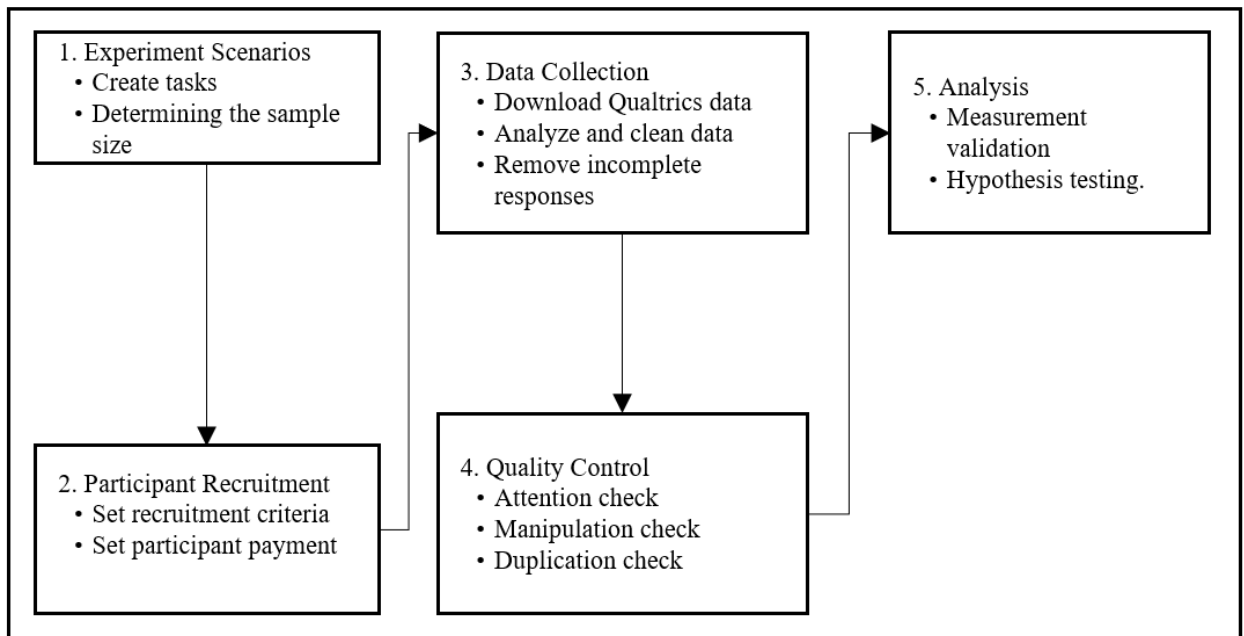 1. Experiment Scenarios
• Create tasks
• Determining the sample
size
2. Participant Recruitment
• Set recruitment criteria
• Set participant payment
3. Data Collection
• Download Qualtrics data
• Analyze and clean data
• Remove incomplete
responses
4. Quality Control
• Attention check
• Manipulation check
• Duplication check
5. Analysis
• Measurement
validation
• Hypothesis testing.